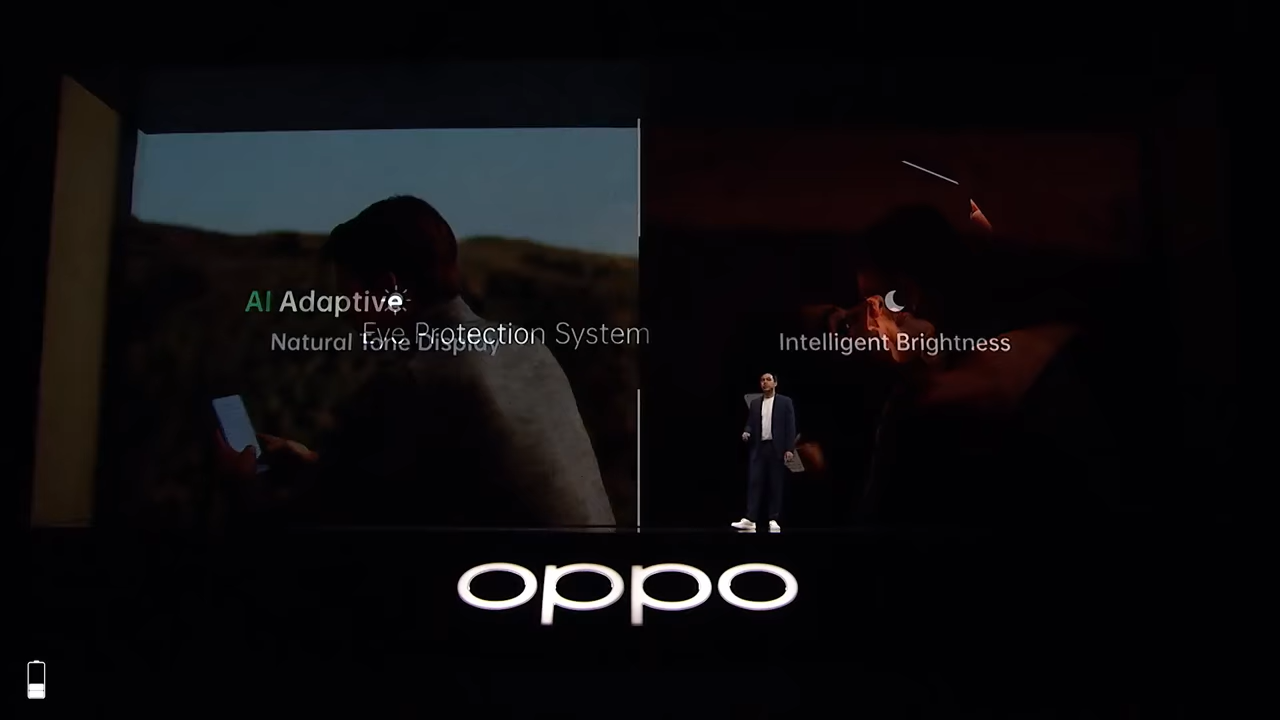 AI Adaptive
Eye Protection System
Natural Tone Display
Intelligent Brightness
oppo